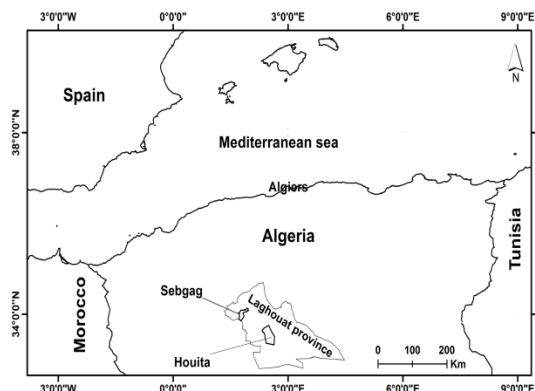 3°0'0"W 0°0'0" 3°0'0"E 6°0'0"E 9°0'0"E
N
Spain
38°0'0"N
Mediterranean sea
Algiers
Algeria
Tunisia
Morocco
Sebgag
Laghouat province
34°0'0"N
Houita
0 100 200
Km
3°0'0"W 0°0'0" 3°0'0"E 6°0'0"E 9°0'0"E